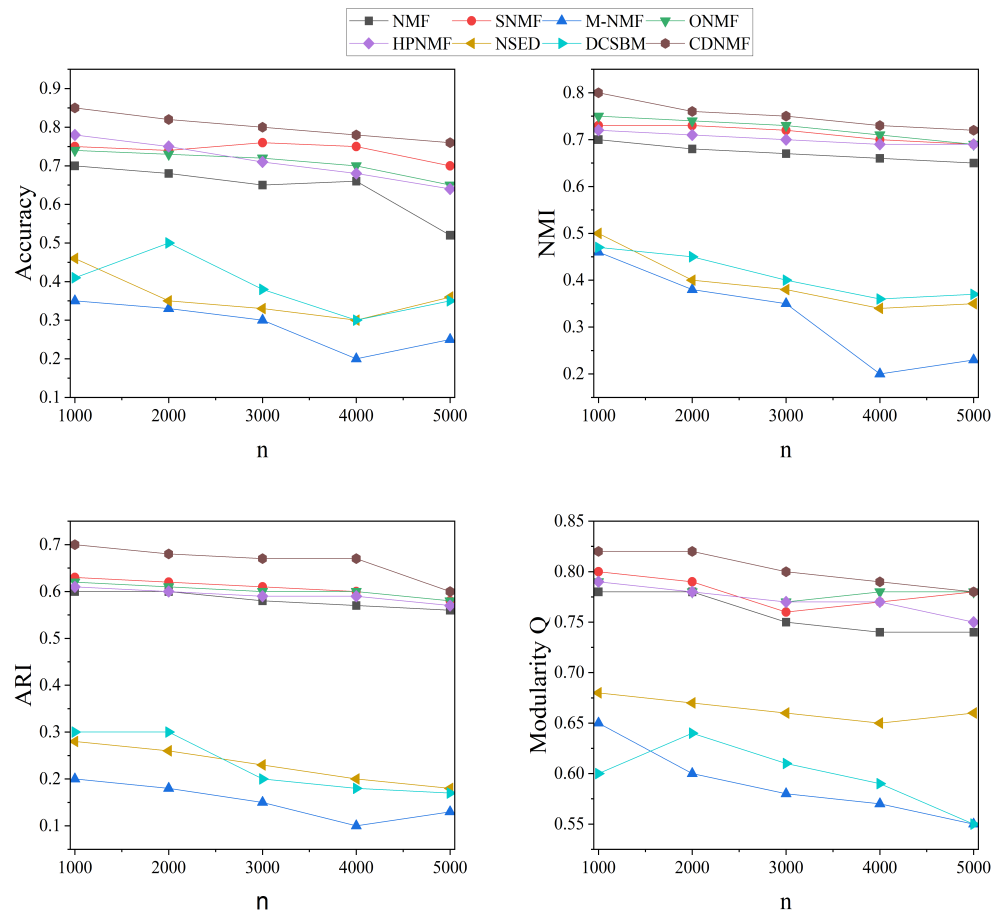 NMF SNMF M-NMF ONMF
HPNMF NSED DCSBM CDNMF
Accuracy
0.9
0.8
0.7
0.6
0.5
0.4
0.3
0.2
0.1
1000 2000 3000 4000 5000
n
NMI
0.8
0.7
0.6
0.5
0.4
0.3
0.2
1000 2000 3000 4000 5000
n
ARI
0.7
0.6
0.5
0.4
0.3
0.2
0.1
1000 2000 3000 4000 5000
n
Modularity Q
0.85
0.80
0.75
0.70
0.65
0.60
0.55
1000 2000 3000 4000 5000
n